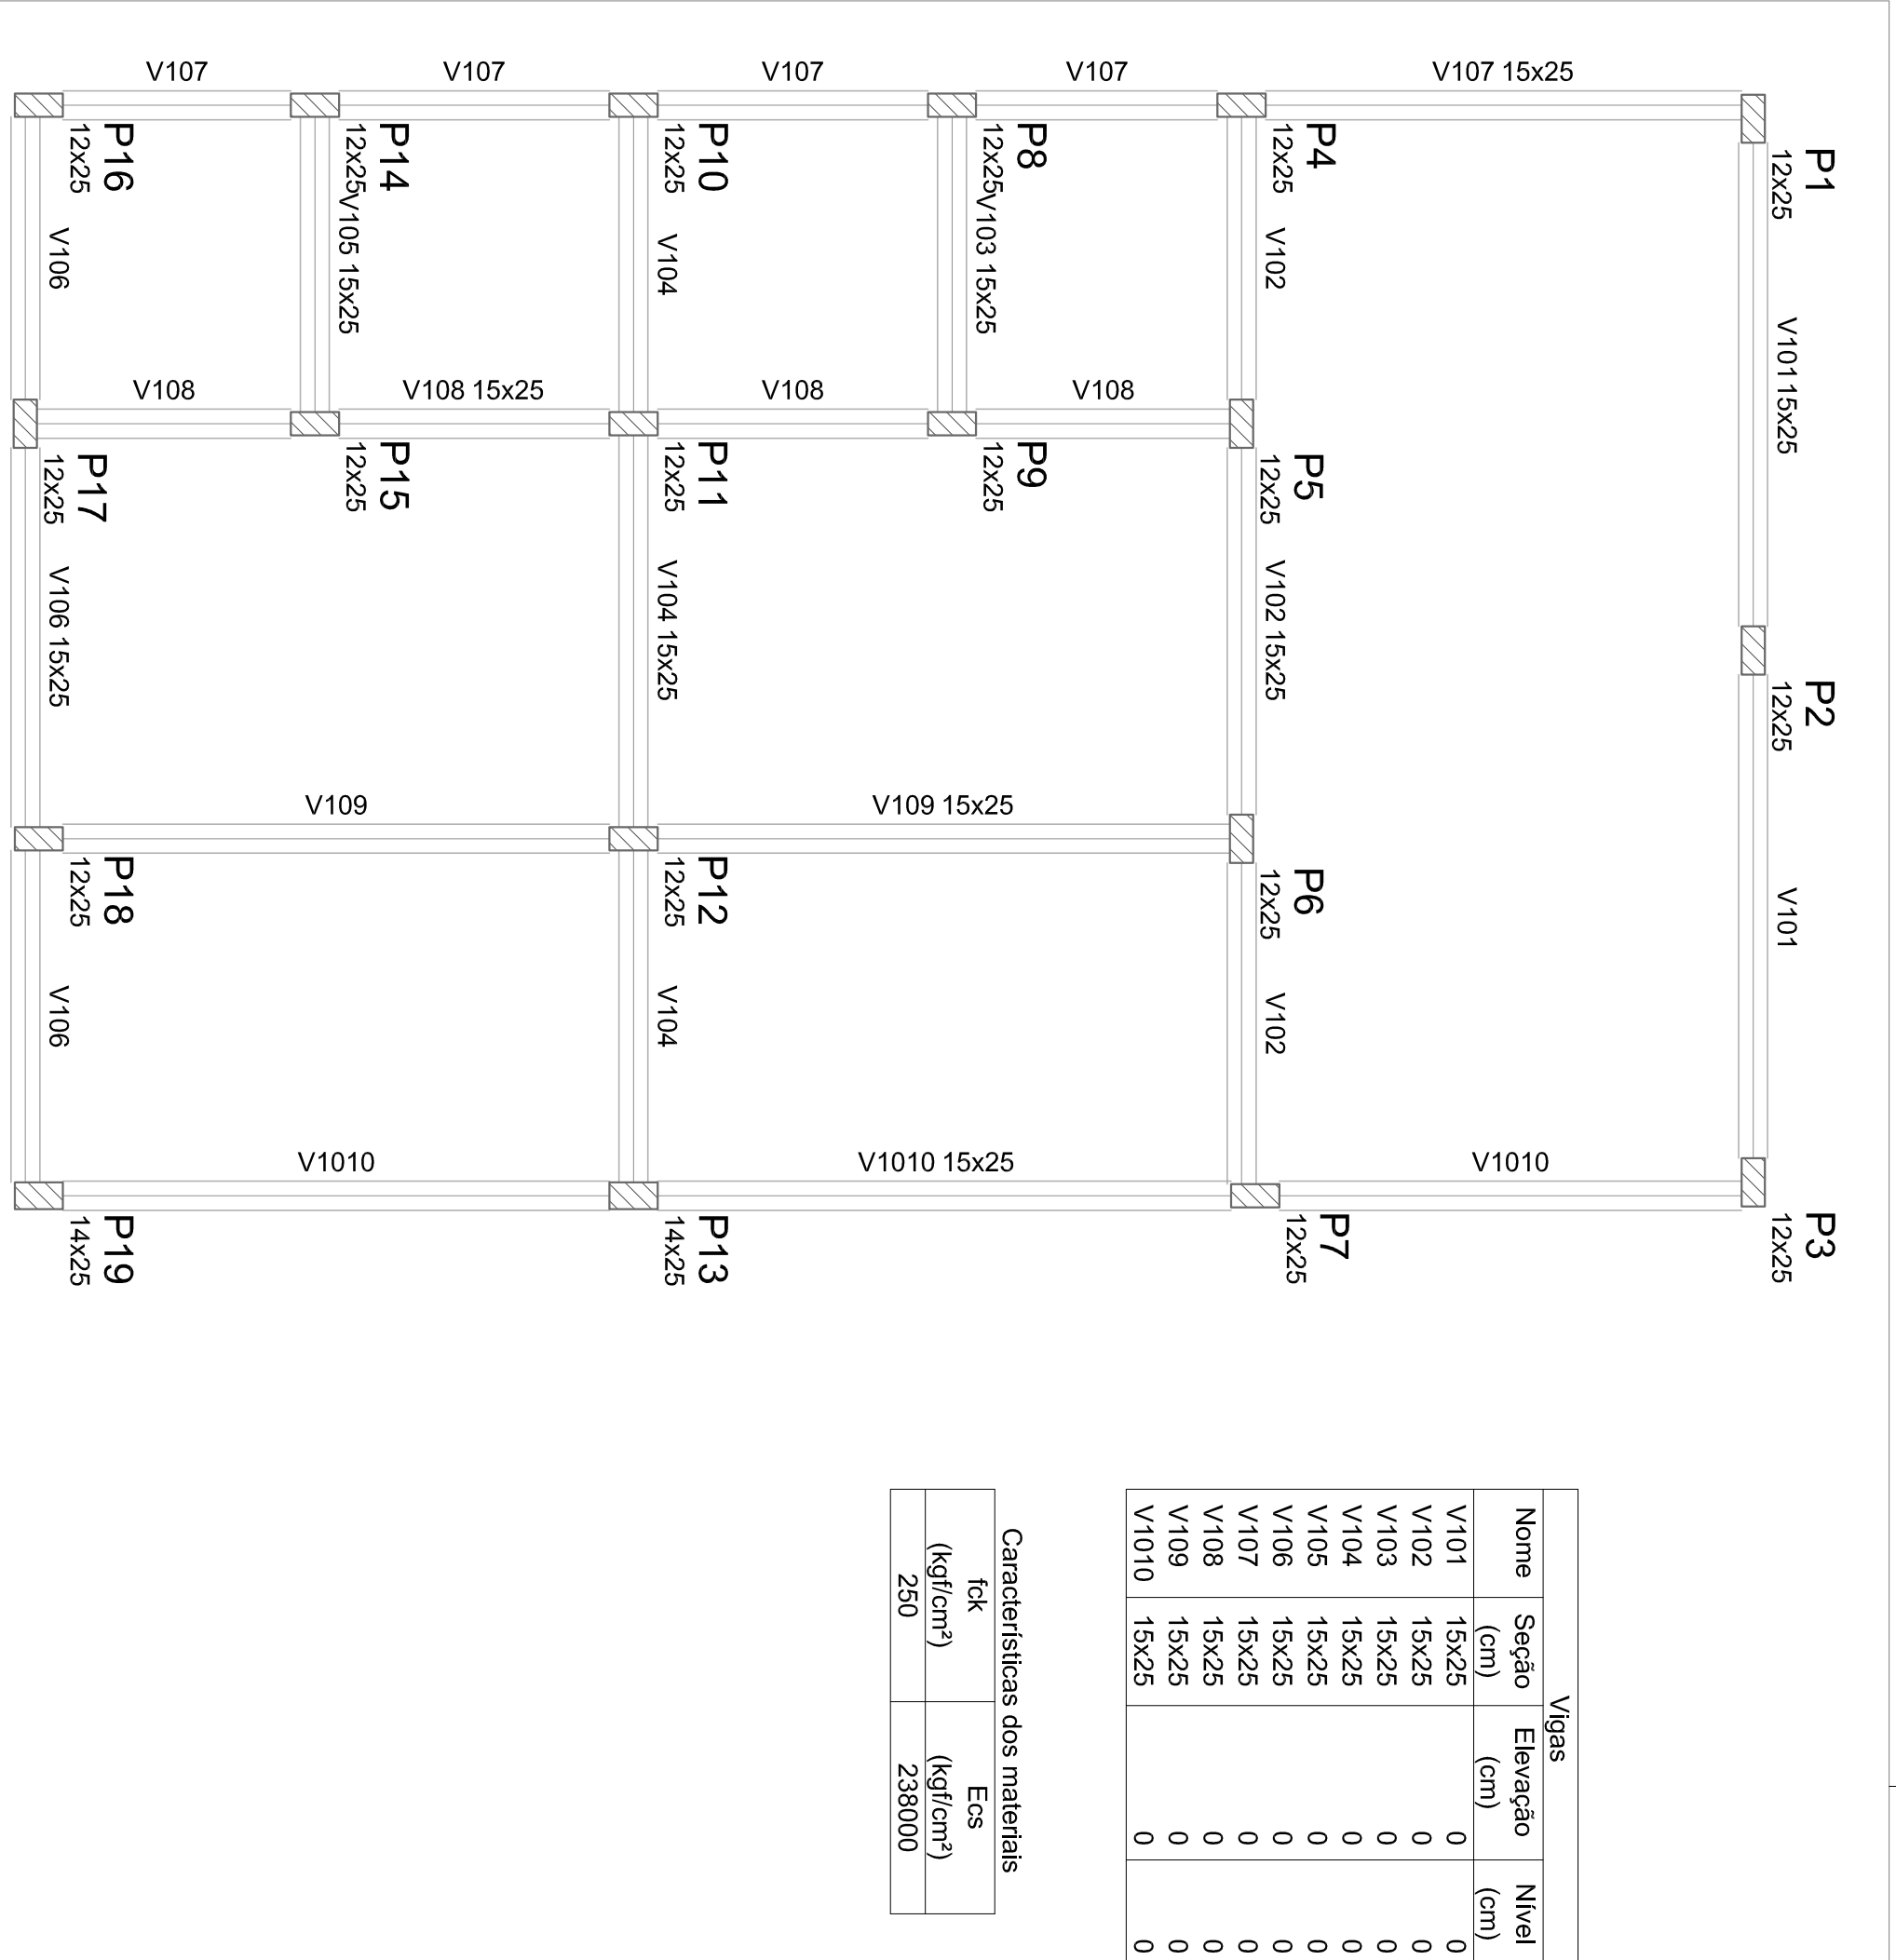 P1
12x25
V101 15x25
P2
12x25
V101
P3
12x25
V107 15x25
V1010
P4
12x25
V102
P5
12x25
V102 15x25
P6
12x25
V102
P7
12x25
V107
V108
V109 15x25
V1010 15x25
P8
12x25
V103 15x25
P9
12x25
V107
V108
P10
12x25
V104
P11
12x25
V104 15x25
P12
12x25
V104
P13
14x25
V107
V108 15x25
V109
V1010
P14
12x25
V105 15x25
P15
12x25
V107
V108
P16
12x25
V106
P17
12x25
V106 15x25
P18
12x25
V106
P19
14x25
Vigas
Nome Seção Elevação Nível
(cm) (cm) (cm)
V101 15x25 0 0
V102 15x25 0 0
V103 15x25 0 0
V104 15x25 0 0
V105 15x25 0 0
V106 15x25 0 0
V107 15x25 0 0
V108 15x25 0 0
V109 15x25 0 0
V1010 15x25 0 0
Características dos materiais
fck Ecs
(kgf/cm²) (kgf/cm²)
250 238000